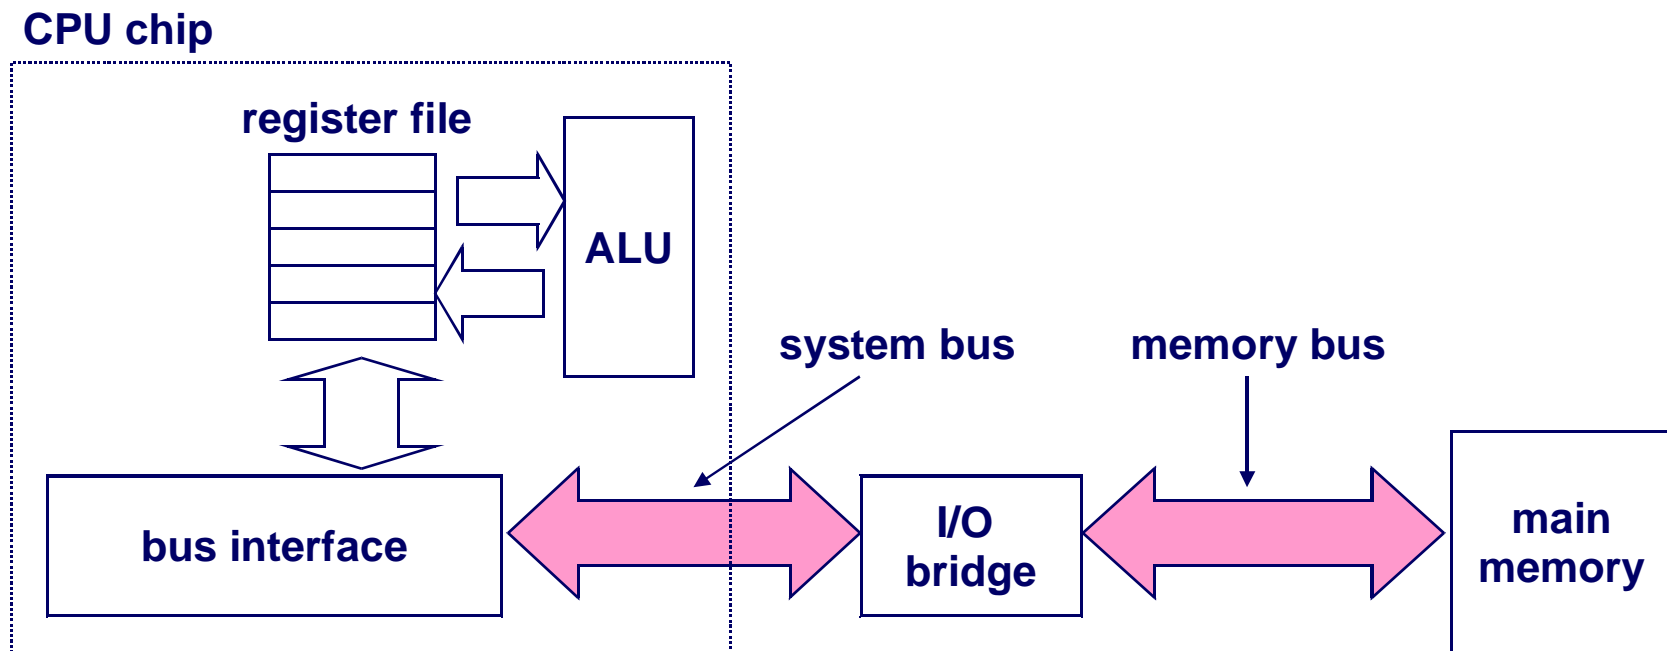 CPU chip
register file
ALU
system bus
memory bus
bus interface
I/O
bridge
main
memory